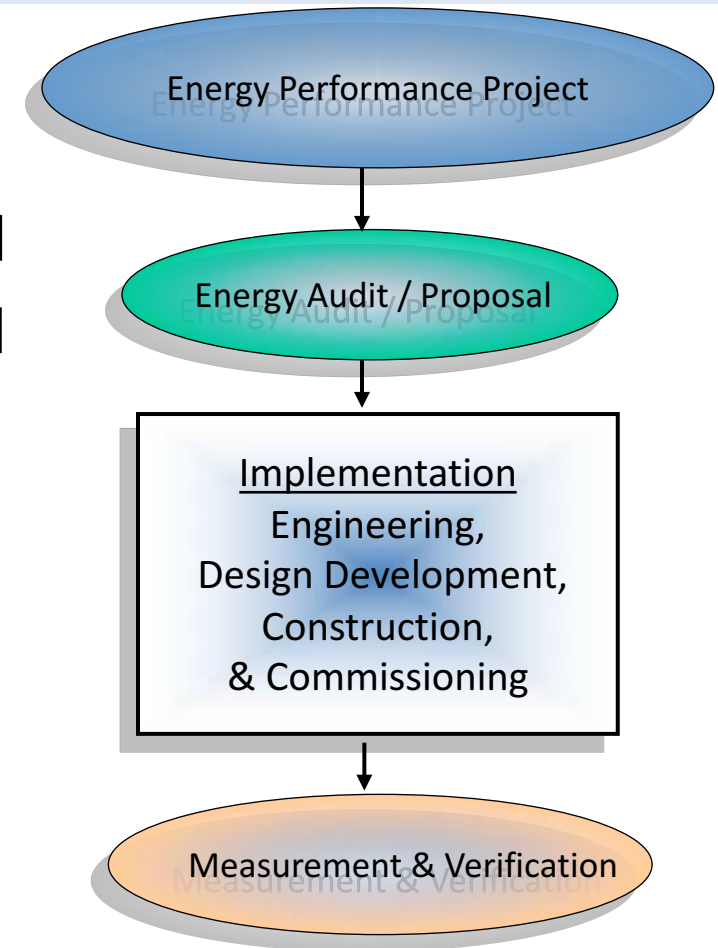 Energy Performance Project
Energy Audit / Proposal
Implementation
Engineering,
Design Development,
Construction,
& Commissioning
Measurement & Verification